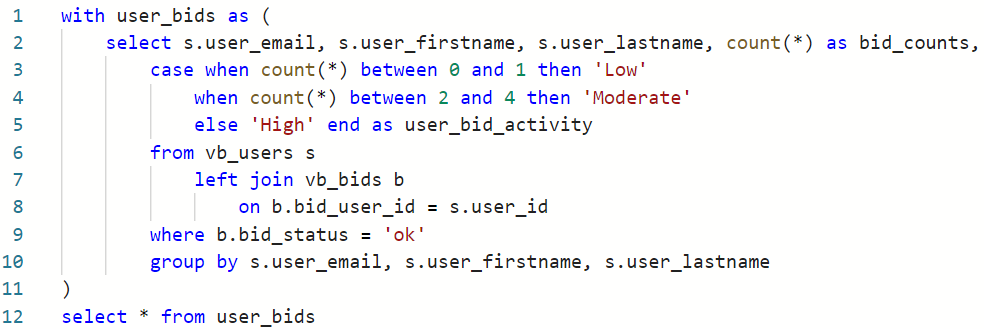 1 with user_bids as (
2 select s.user_email, s.user_firstname, s.user_lastname, count(*) as bid_counts,
3 case when count(*) between 0 and 1 then 'Low'
4 when count(*) between 2 and 4 then 'Moderate'
5 else 'High' end as user_bid_activity
6 from vb_users s
7 left join vb_bids b
8 on b.bid_user_id = s.user_id
9 where b.bid_status = 'ok'
10 group by s.user_email, s.user_firstname, s.user_lastname
11 )
12 select * from user_bids